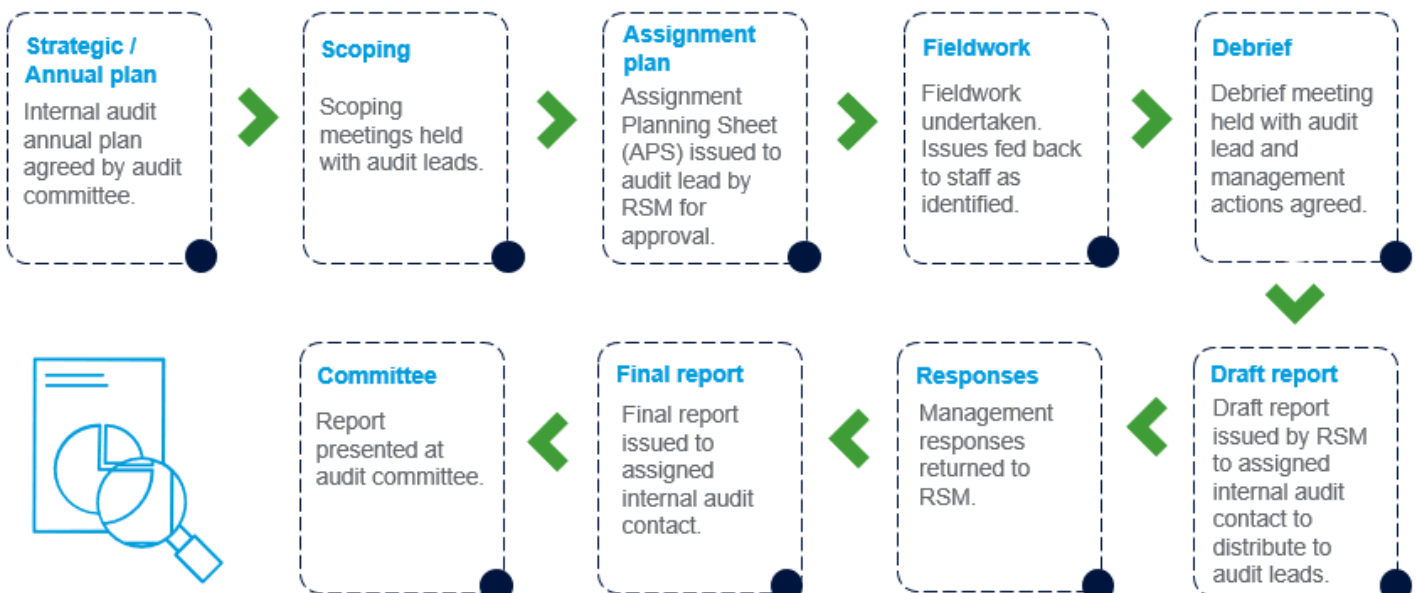 Strategic /
Annual plan
Internal audit
annual plan
agreed by audit
committee.
Scoping
Scoping
meetings held
with audit leads.
Assignment
plan
Assignment
Planning Sheet
(APS) issued to
audit lead by
RSM for
approval.
Fieldwork
Fieldwork
undertaken.
Issues fed back
to staff as
identified.
Debrief
Debrief meeting
held with audit
lead and
management
actions agreed.
Draft report
Draft report
issued by RSM
to assigned
internal audit
contact to
distribute to
audit leads.
Responses
Management
responses
returned to
RSM.
Final report
Final report
issued to
assigned
internal audit
contact.
Committee
Report
presented at
audit committee.